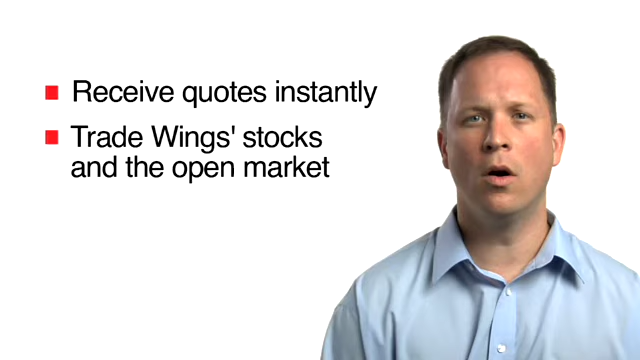 Receive quotes instantly
Trade Wings' stocks
and the open market